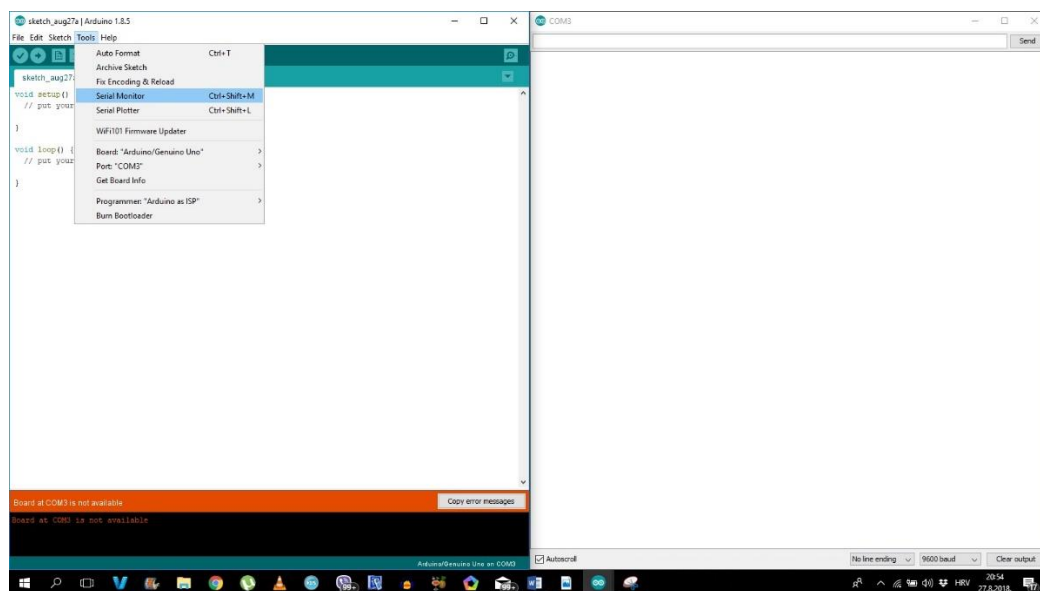 sketch_aug27a | Arduino 1.8.5
File Edit Sketch Tools Help
sketch_aug27
void setup()
// put your
}
void loop() {
// put your
}
Auto Format Ctrl+T
Archive Sketch
Fix Encoding & Reload
Serial Monitor Ctrl+Shift+M
Serial Plotter Ctrl+Shift+L
WiFi101 Firmware Updater
Board: "Arduino/Genuino Uno"
Port: "COM3"
Get Board Info
Programmer: "Arduino as ISP"
Burn Bootloader
Board at COM3 is not available
Copy error messages
Board at COM3 is not available
Arduino/Genuino Uno on COM3
COM3
Send
Autoscroll
No line ending
9600 baud
Clear output
99+
99+
HRV
20:54
27.8.2018.
17